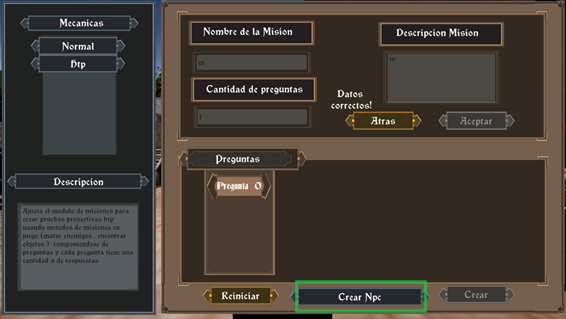 Mecanicas
Normal
Htp
Descripcion
Ajusta el modulo de misiones para
crear pruebas proyectivas htp
usando metodos de misiones en
juego (matar enemigos , encontrar
objetos ) componiendose de
preguntas y cada pregunta tiene una
cantidad n de respuestas.
Nombre de la Mision
m
Cantidad de preguntas
1
Descripcion Mision
m
Datos
correctos!
Atras
Aceptar
Preguntas
Pregunta 0
Reiniciar
Crear Npc
Crear